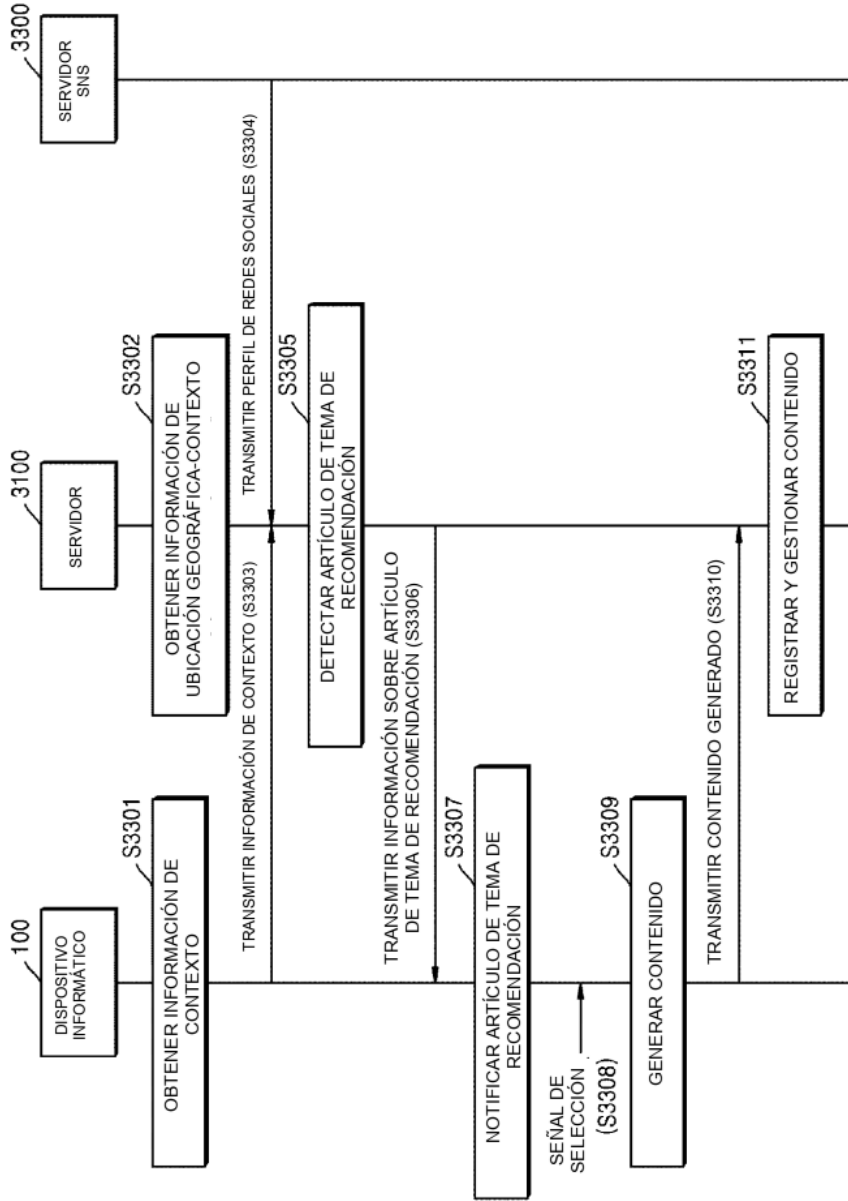 100
DISPOSITIVO
INFORMÁTICO
3100
SERVIDOR
3300
SERVIDOR
SNS
S3301
OBTENER INFORMACIÓN DE
CONTEXTO
S3302
OBTENER INFORMACIÓN DE
UBICACIÓN GEOGRÁFICA-CONTEXTO
TRANSMITIR INFORMACIÓN DE CONTEXTO (S3303)
TRANSMITIR PERFIL DE REDES SOCIALES (S3304)
S3305
DETECTAR ARTÍCULO DE TEMA DE
RECOMENDACIÓN
TRANSMITIR INFORMACIÓN SOBRE ARTÍCULO
DE TEMA DE RECOMENDACIÓN (S3306)
S3307
NOTIFICAR ARTÍCULO DE TEMA DE
RECOMENDACIÓN
SEÑAL DE
SELECCIÓN
(S3308)
S3309
GENERAR CONTENIDO
TRANSMITIR CONTENIDO GENERADO (S3310)
S3311
REGISTRAR Y GESTIONAR CONTENIDO